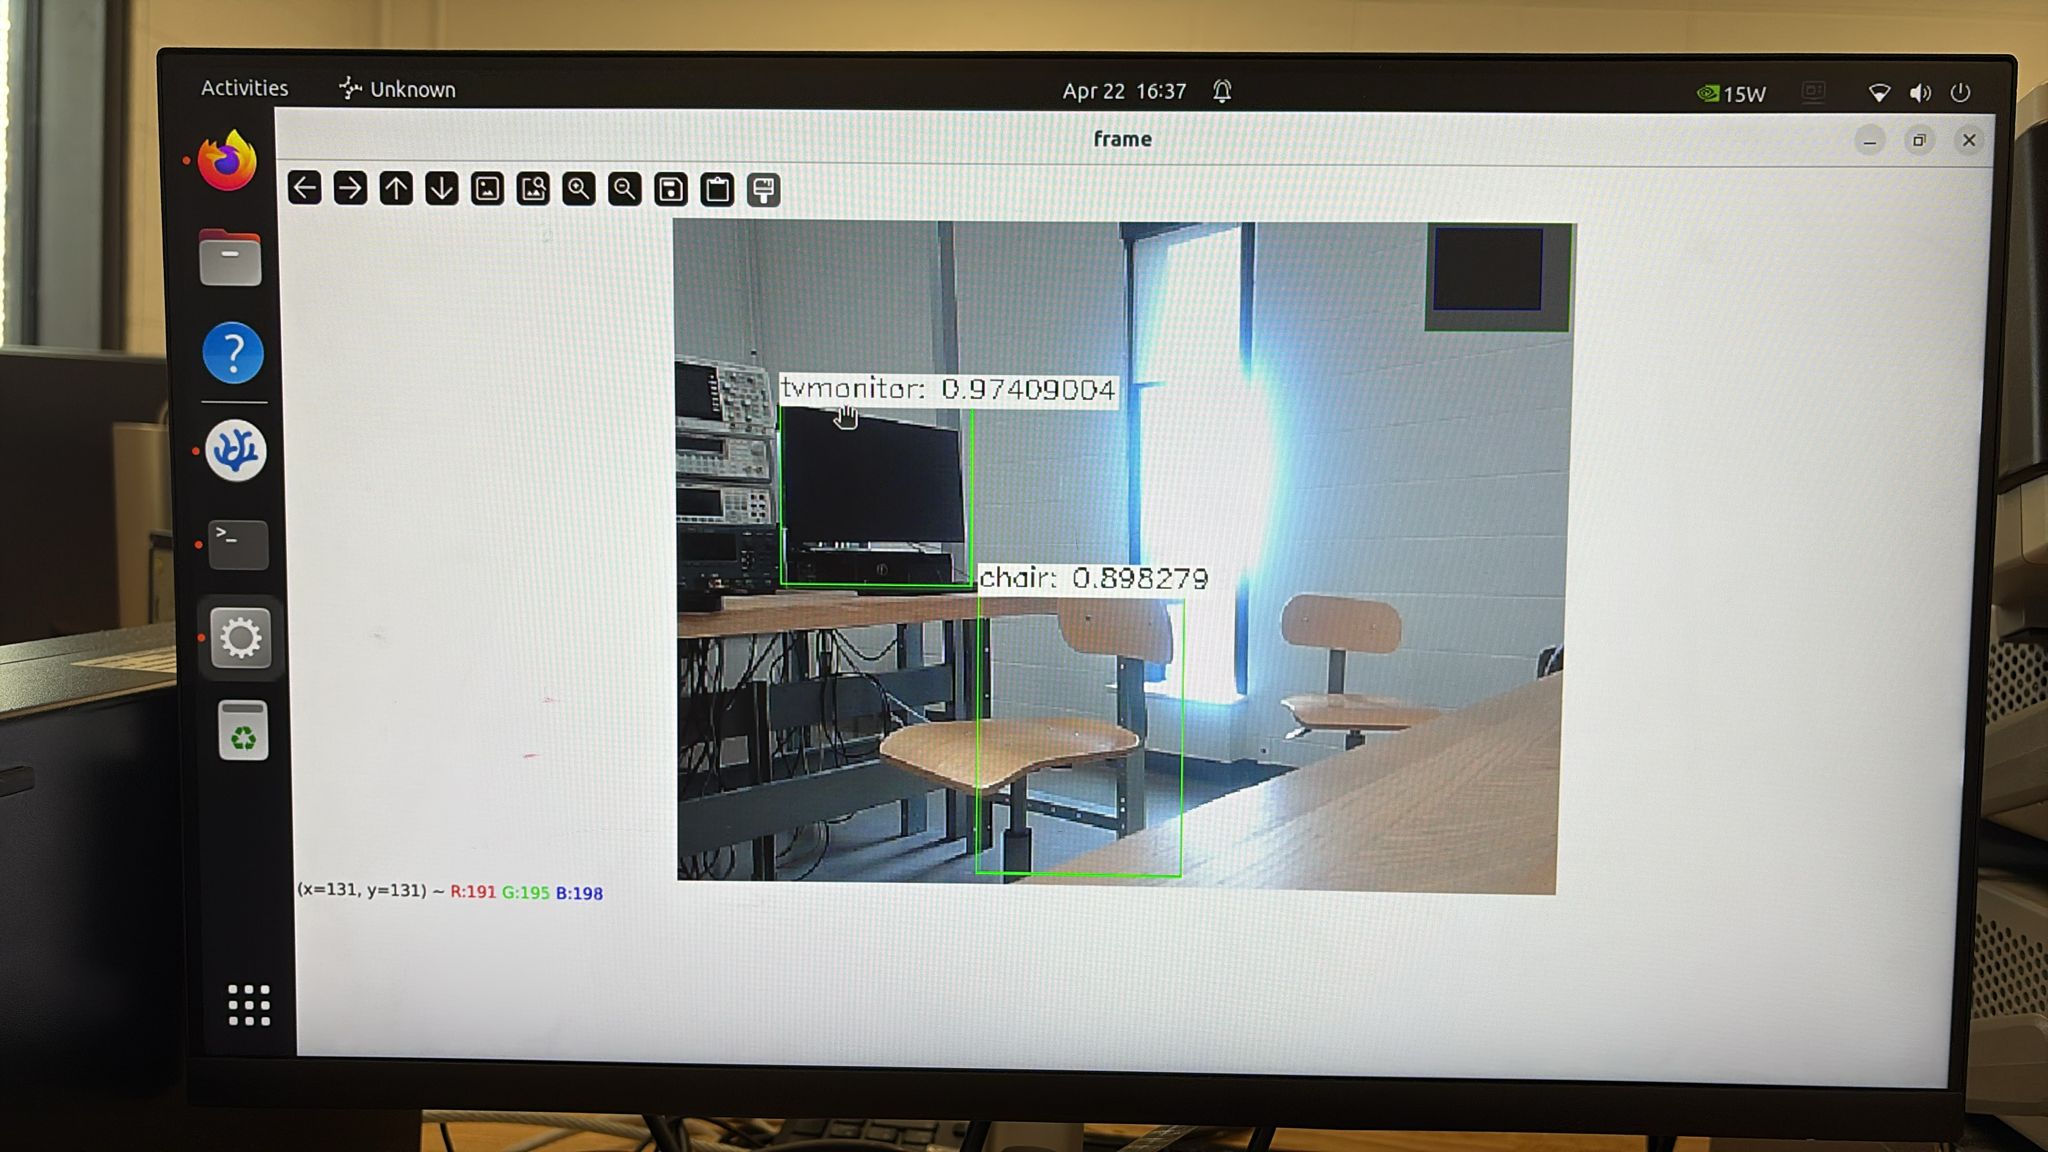 Activities Unknown Apr 22 16:37 15W
frame
tvmonitor: 0.97409004
chair: 0.898279
(x=131, y=131) ~ R:191 G:195 B:198